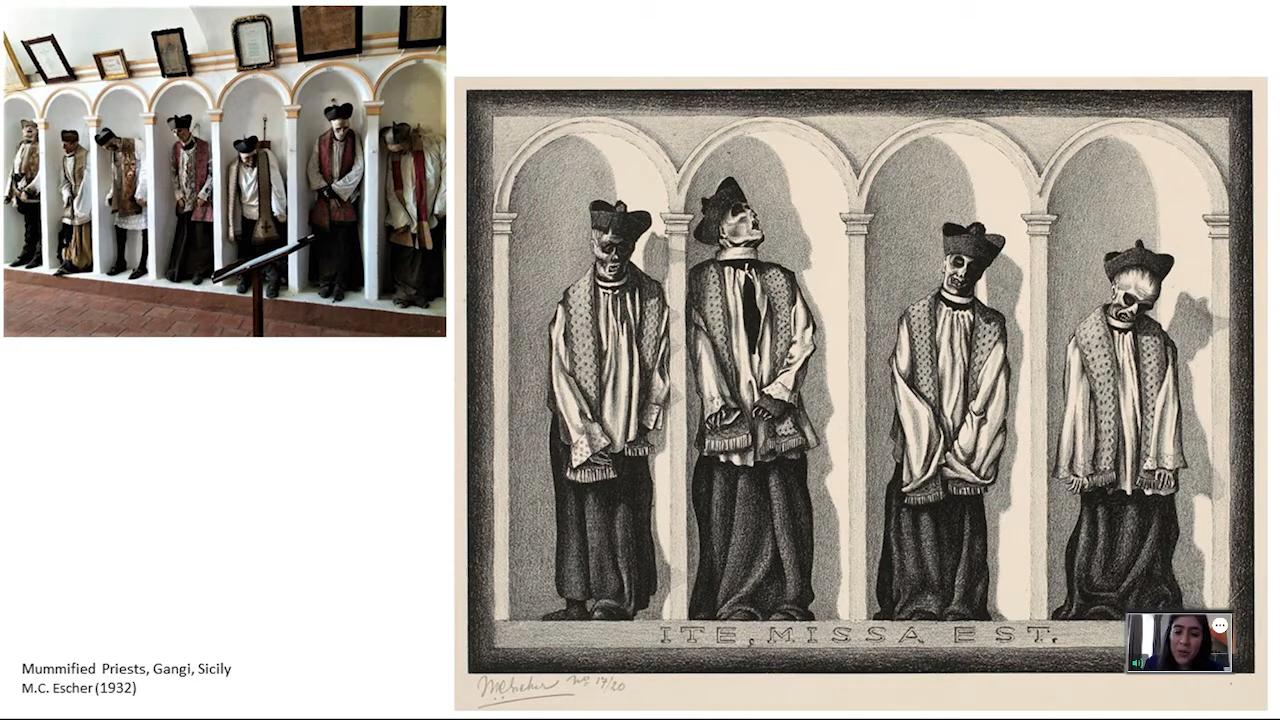 ITE, MISSA EST.
MCEscher No 17/20
Mummified Priests, Gangi, Sicily
M.C. Escher (1932)